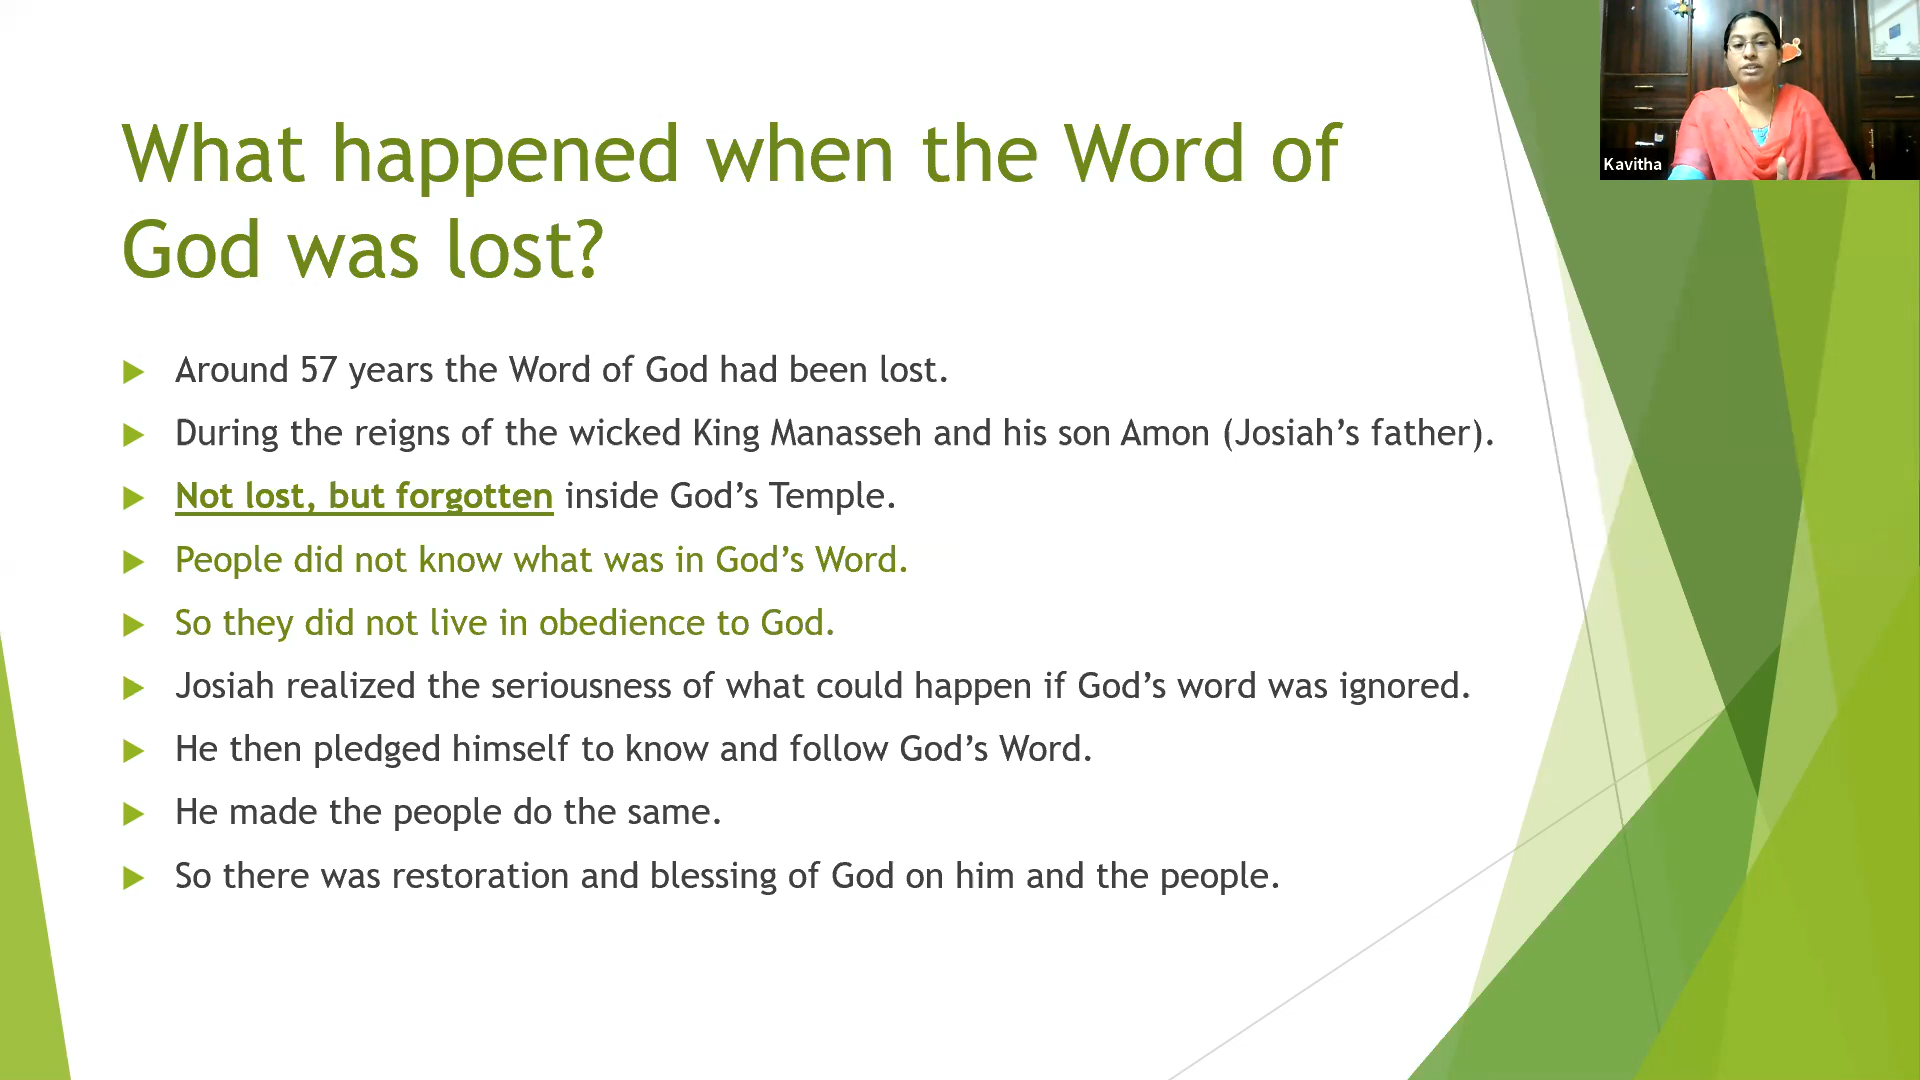 What happened when the Word of
God was lost?
Around 57 years the Word of God had been lost.
During the reigns of the wicked King Manasseh and his son Amon (Josiah’s father).
Not lost, but forgotten inside God’s Temple.
People did not know what was in God’s Word.
So they did not live in obedience to God.
Josiah realized the seriousness of what could happen if God’s word was ignored.
He then pledged himself to know and follow God’s Word.
He made the people do the same.
So there was restoration and blessing of God on him and the people.
Kavitha